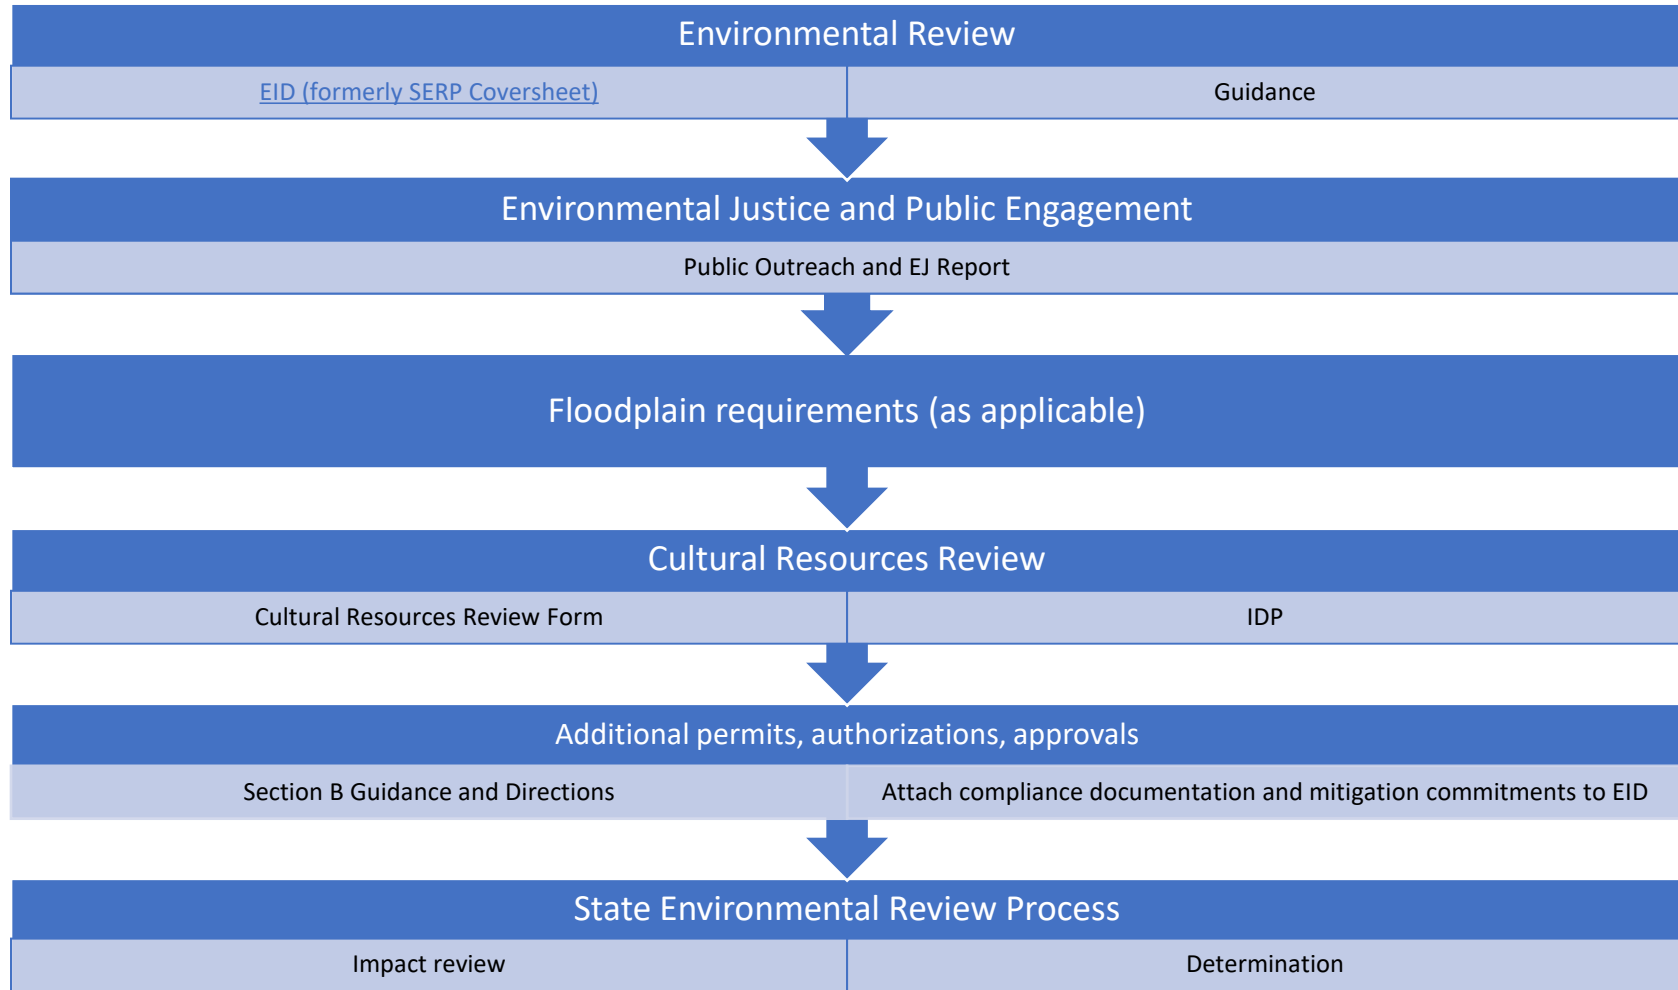 Environmental Review
EID (formerly SERP Coversheet)
Guidance
Environmental Justice and Public Engagement
Public Outreach and EJ Report
Floodplain requirements (as applicable)
Cultural Resources Review
Cultural Resources Review Form
IDP
Additional permits, authorizations, approvals
Section B Guidance and Directions
Attach compliance documentation and mitigation commitments to EID
State Environmental Review Process
Impact review
Determination